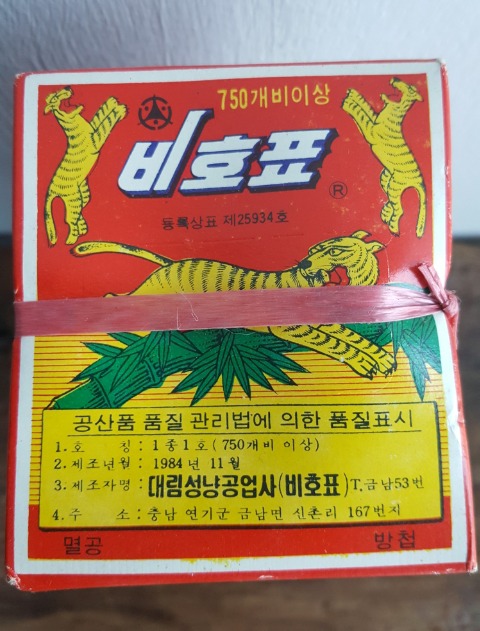 750개비이상
비호표
®
등록상표 제25934호
공산품 품질 관리법에 의한 품질표시
1. 호 칭 : 1종1호 (750개비 이상)
2. 제조년월 : 1984년 11월
3. 제조자명 : 대림성냥공업사(비호표) T.금남53번
4. 주 소 : 충남 연기군 금남면 신촌리 167번지
멸공 방첩